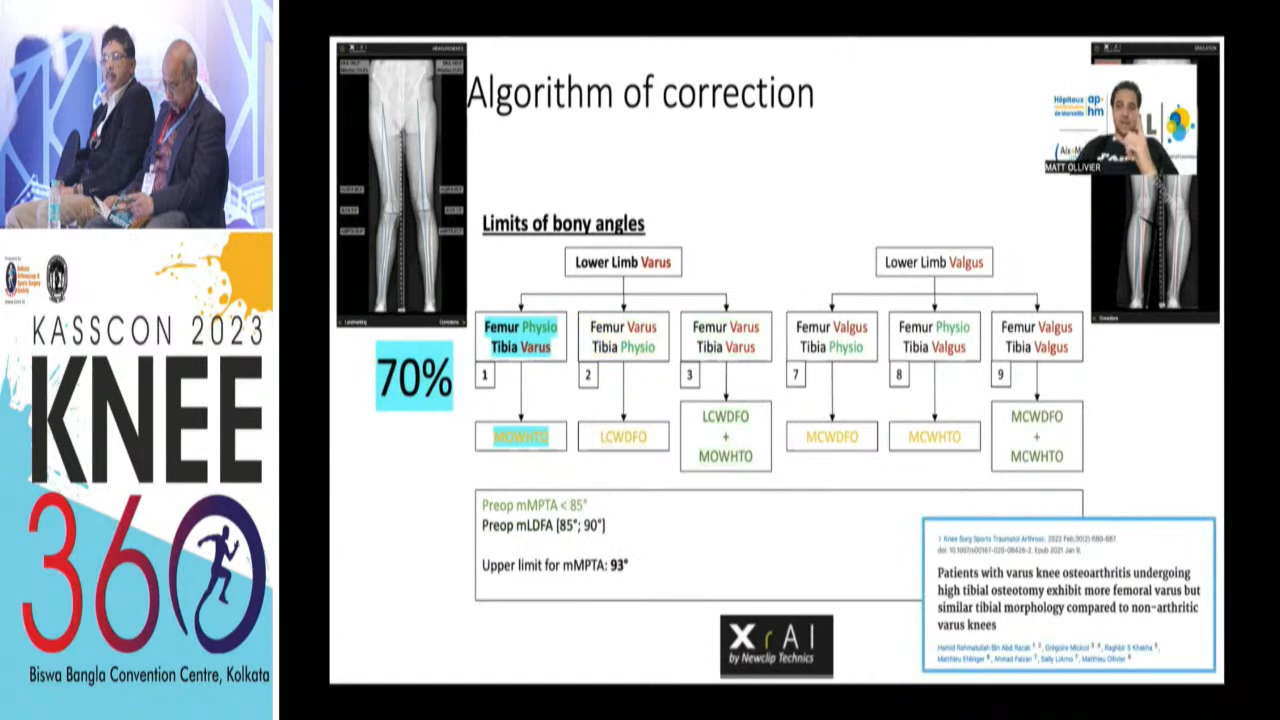 Algorithm of correction
Limits of bony angles
Lower Limb Varus
Lower Limb Valgus
Femur Physio
Tibia Varus
Femur Varus
Tibia Physio
Femur Varus
Tibia Varus
Femur Valgus
Tibia Physio
Femur Physio
Tibia Valgus
Femur Valgus
Tibia Valgus
70%
1
2
3
7
8
9
MOWHTO
LCWDFO
LCWDFO
+
MOWHTO
MCWDFO
MCWHTO
MCWDFO
+
MCWHTO
Preop mMPTA < 85°
Preop mLDFA [85°; 90°]
Upper limit for mMPTA: 93°
Patients with varus knee osteoarthritis undergoing
high tibial osteotomy exhibit more femoral varus but
similar tibial morphology compared to non-arthritic
varus knees
X r A I
by Newclip Technics
Hôpitaux
ap·
hm
MATT OLLIVIER
KASSCON 2023
KNEE
360
Biswa Bangla Convention Centre, Kolkata